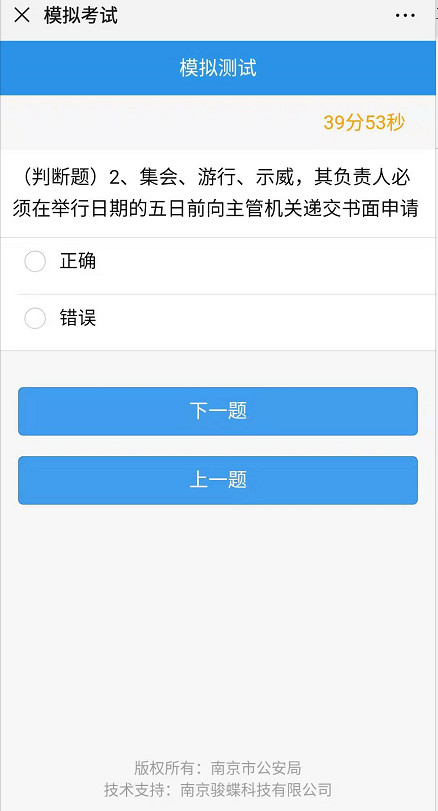 模拟考试
模拟测试
39分53秒
（判断题）2、集会、游行、示威，其负责人必
须在举行日期的五日前向主管机关递交书面申请
正确
错误
下一题
上一题
版权所有：南京市公安局
技术支持：南京骏蝶科技有限公司